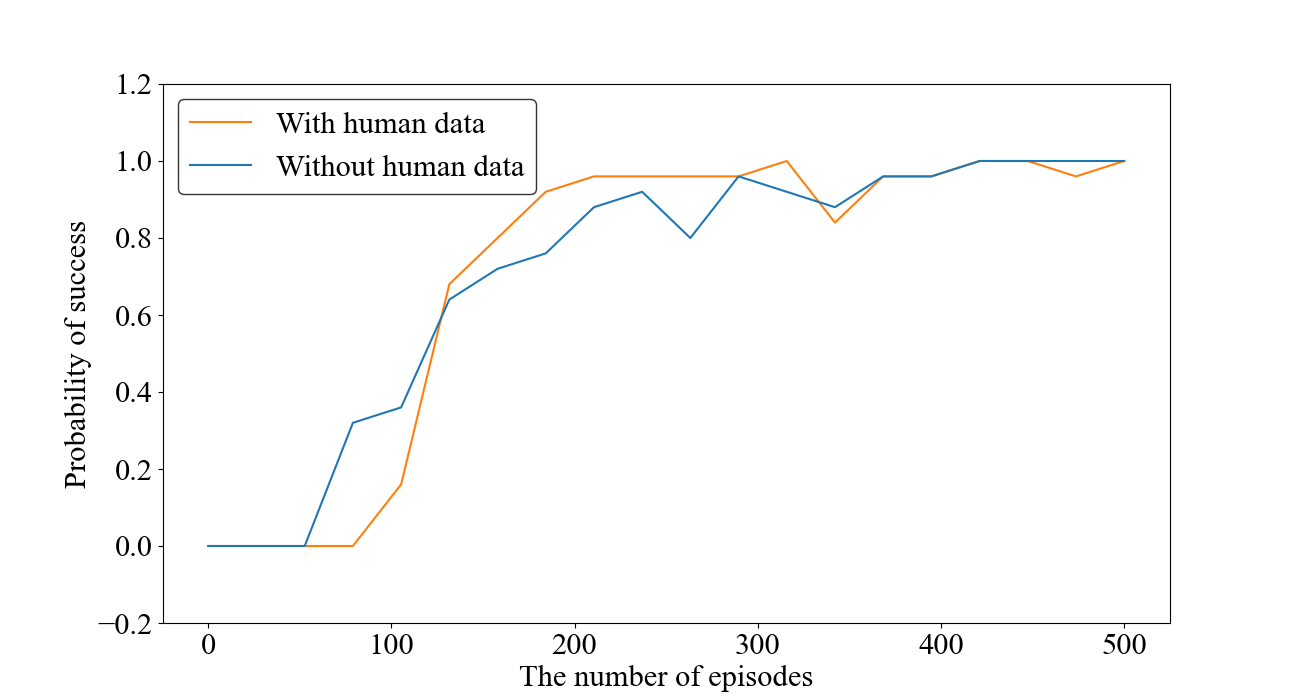 1.2
1.0
0.8
0.6
0.4
0.2
0.0
−0.2
Probability of success
With human data
Without human data
0 100 200 300 400 500
The number of episodes